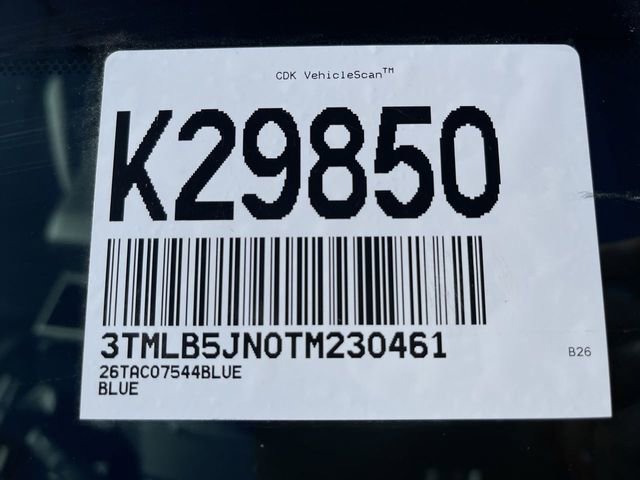 CDK VehicleScan™
K29850
3TMLB5JN0TM230461
B26
26TAC07544BLUE
BLUE